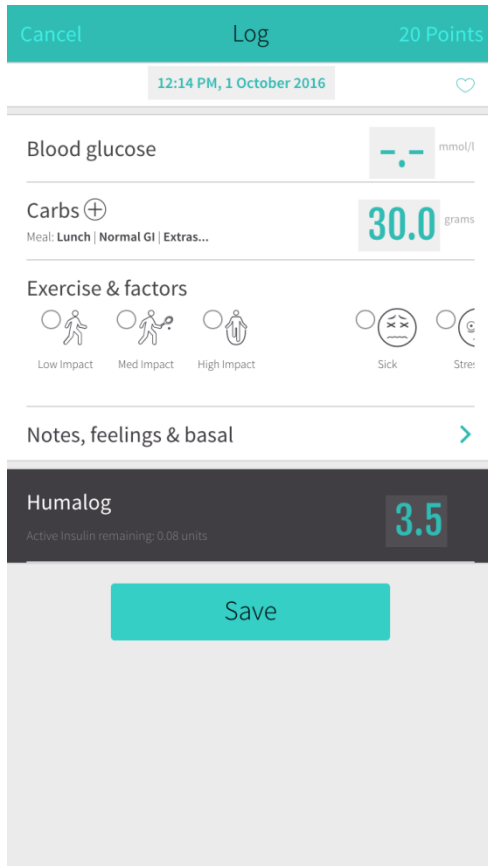 Cancel Log 20 Points
12:14 PM, 1 October 2016
Blood glucose -.- mmol/l
Carbs 30.0 grams
Meal: Lunch | Normal GI | Extras...
Exercise & factors
Low Impact Med Impact High Impact Sick Stres
Notes, feelings & basal
Humalog 3.5
Active Insulin remaining: 0.08 units
Save